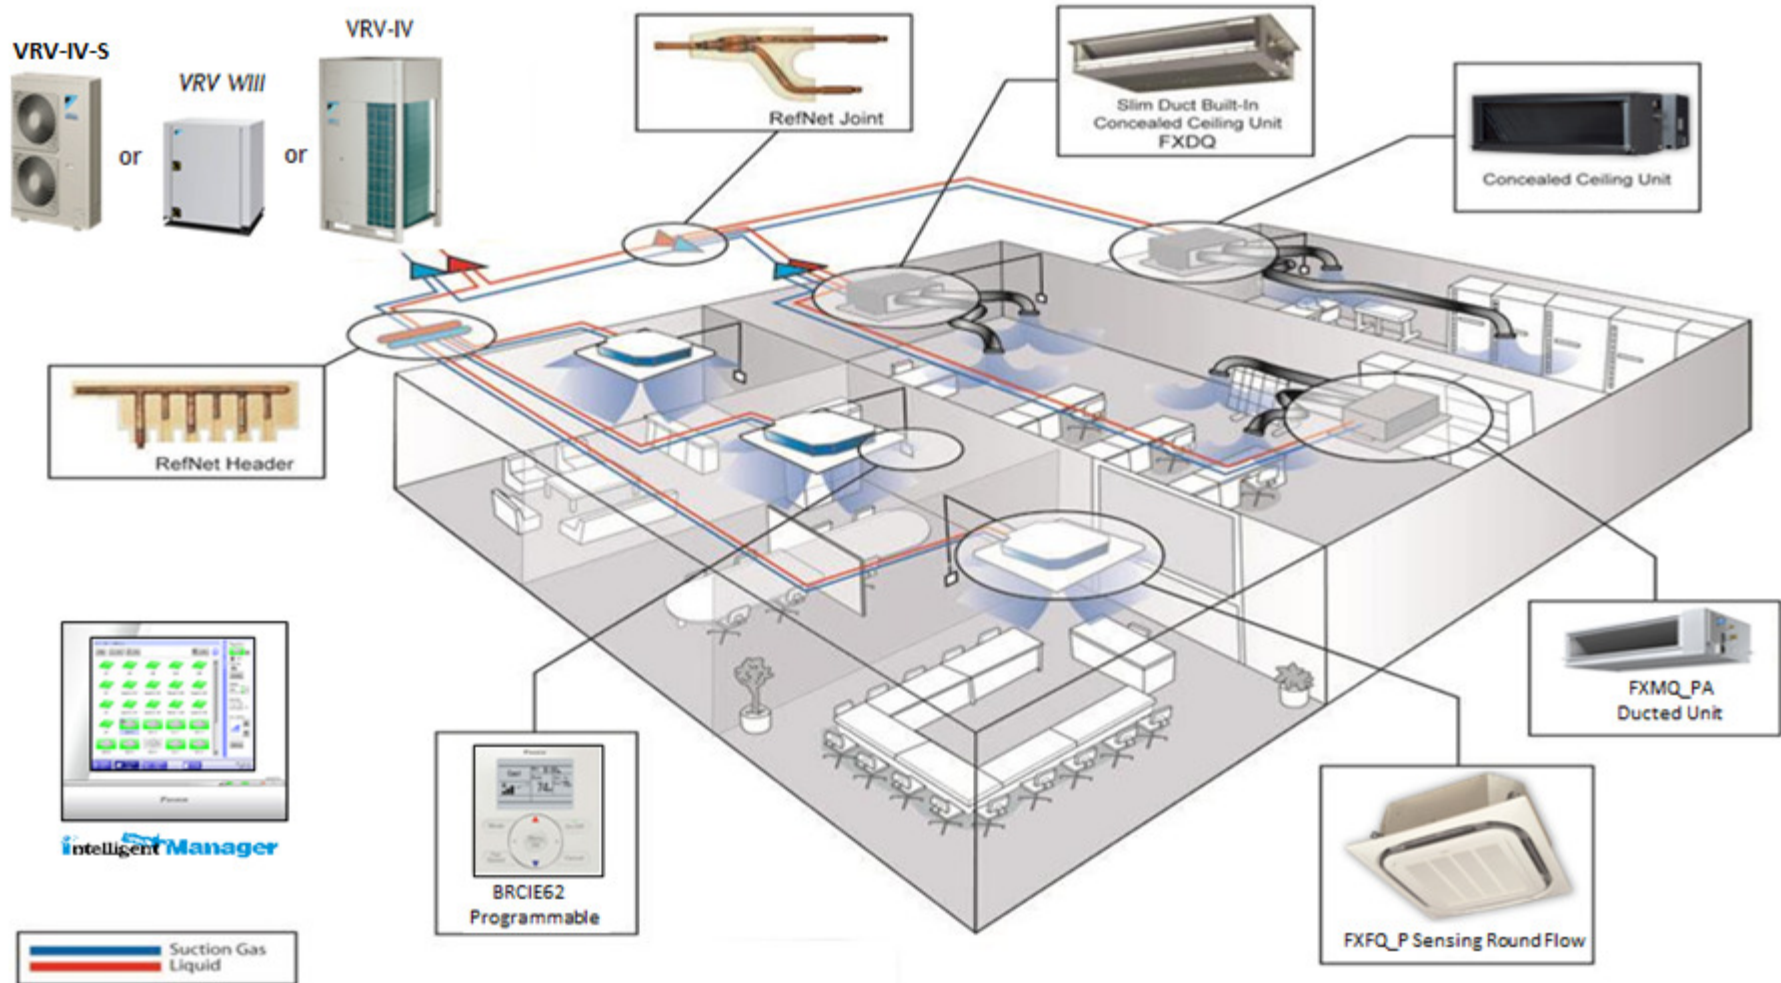 VRV-IV-S
or
VRV WIII
or
VRV-IV
RefNet Joint
Slim Duct Built-In
Concealed Ceiling Unit
FXDQ
Concealed Ceiling Unit
RefNet Header
FXMQ_PA
Ducted Unit
intelligent Manager
BRCIE62
Programmable
FXFQ_P Sensing Round Flow
Suction Gas
Liquid